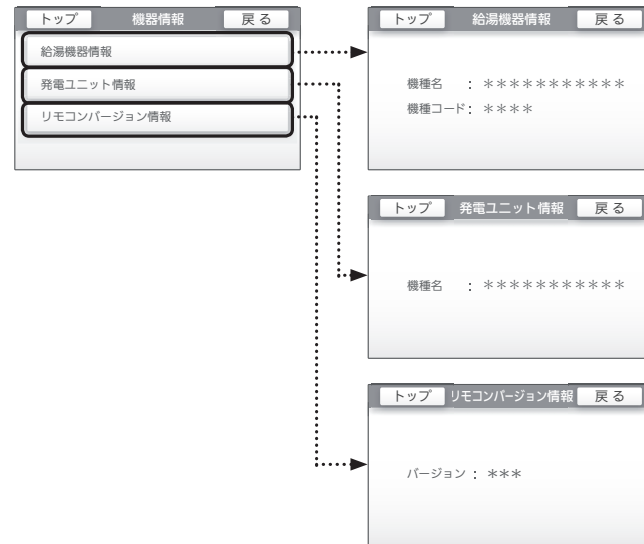 トップ 機器情報 戻る
給湯機器情報
発電ユニット情報
リモコンバージョン情報
トップ 給湯機器情報 戻る
機種名 : ***********
機種コード: ****
トップ 発電ユニット情報 戻る
機種名 : ***********
トップ リモコンバージョン情報 戻る
バージョン : ***